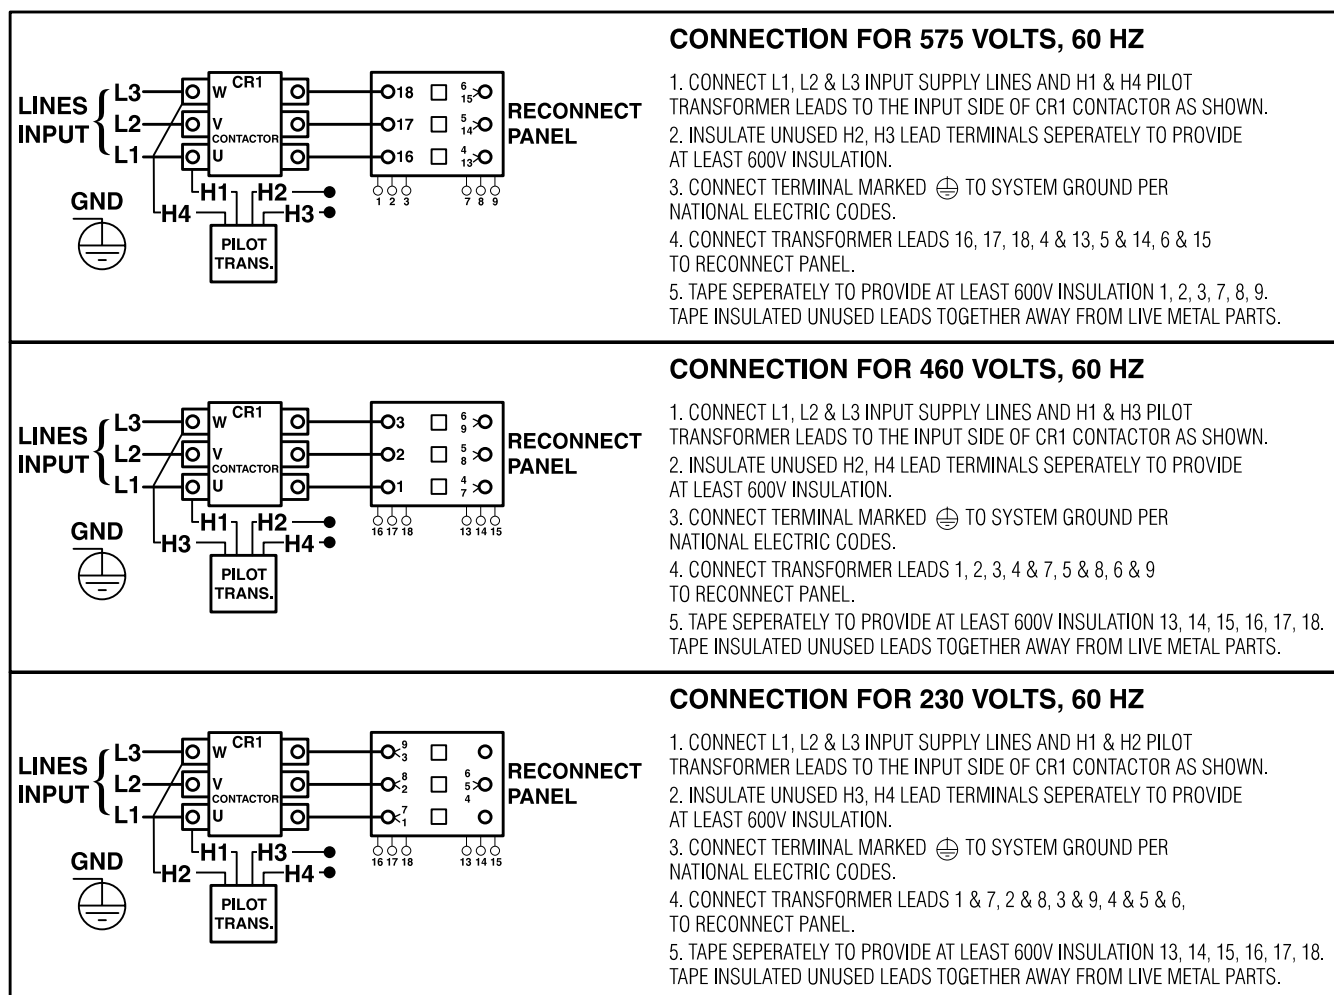 CONNECTION FOR 575 VOLTS, 60 HZ
LINES
INPUT
L3
L2
L1
W
V
U
CR1
CONTACTOR
18
17
16
6
15
5
14
4
13
RECONNECT
PANEL
1 2 3
7 8 9
GND
H1
H2
H4
H3
PILOT
TRANS.
1. CONNECT L1, L2 & L3 INPUT SUPPLY LINES AND H1 & H4 PILOT
TRANSFORMER LEADS TO THE INPUT SIDE OF CR1 CONTACTOR AS SHOWN.
2. INSULATE UNUSED H2, H3 LEAD TERMINALS SEPERATELY TO PROVIDE
AT LEAST 600V INSULATION.
3. CONNECT TERMINAL MARKED TO SYSTEM GROUND PER
NATIONAL ELECTRIC CODES.
4. CONNECT TRANSFORMER LEADS 16, 17, 18, 4 & 13, 5 & 14, 6 & 15
TO RECONNECT PANEL.
5. TAPE SEPERATELY TO PROVIDE AT LEAST 600V INSULATION 1, 2, 3, 7, 8, 9.
TAPE INSULATED UNUSED LEADS TOGETHER AWAY FROM LIVE METAL PARTS.
CONNECTION FOR 460 VOLTS, 60 HZ
LINES
INPUT
L3
L2
L1
W
V
U
CR1
CONTACTOR
3
2
1
6
9
5
8
4
7
RECONNECT
PANEL
16 17 18
13 14 15
GND
H1
H2
H3
H4
PILOT
TRANS.
1. CONNECT L1, L2 & L3 INPUT SUPPLY LINES AND H1 & H3 PILOT
TRANSFORMER LEADS TO THE INPUT SIDE OF CR1 CONTACTOR AS SHOWN.
2. INSULATE UNUSED H2, H4 LEAD TERMINALS SEPERATELY TO PROVIDE
AT LEAST 600V INSULATION.
3. CONNECT TERMINAL MARKED TO SYSTEM GROUND PER
NATIONAL ELECTRIC CODES.
4. CONNECT TRANSFORMER LEADS 1, 2, 3, 4 & 7, 5 & 8, 6 & 9
TO RECONNECT PANEL.
5. TAPE SEPERATELY TO PROVIDE AT LEAST 600V INSULATION 13, 14, 15, 16, 17, 18.
TAPE INSULATED UNUSED LEADS TOGETHER AWAY FROM LIVE METAL PARTS.
CONNECTION FOR 230 VOLTS, 60 HZ
LINES
INPUT
L3
L2
L1
W
V
U
CR1
CONTACTOR
9
3
8
2
7
1
6
5
4
RECONNECT
PANEL
16 17 18
13 14 15
GND
H1
H3
H2
H4
PILOT
TRANS.
1. CONNECT L1, L2 & L3 INPUT SUPPLY LINES AND H1 & H2 PILOT
TRANSFORMER LEADS TO THE INPUT SIDE OF CR1 CONTACTOR AS SHOWN.
2. INSULATE UNUSED H3, H4 LEAD TERMINALS SEPERATELY TO PROVIDE
AT LEAST 600V INSULATION.
3. CONNECT TERMINAL MARKED TO SYSTEM GROUND PER
NATIONAL ELECTRIC CODES.
4. CONNECT TRANSFORMER LEADS 1 & 7, 2 & 8, 3 & 9, 4 & 5 & 6,
TO RECONNECT PANEL.
5. TAPE SEPERATELY TO PROVIDE AT LEAST 600V INSULATION 13, 14, 15, 16, 17, 18.
TAPE INSULATED UNUSED LEADS TOGETHER AWAY FROM LIVE METAL PARTS.